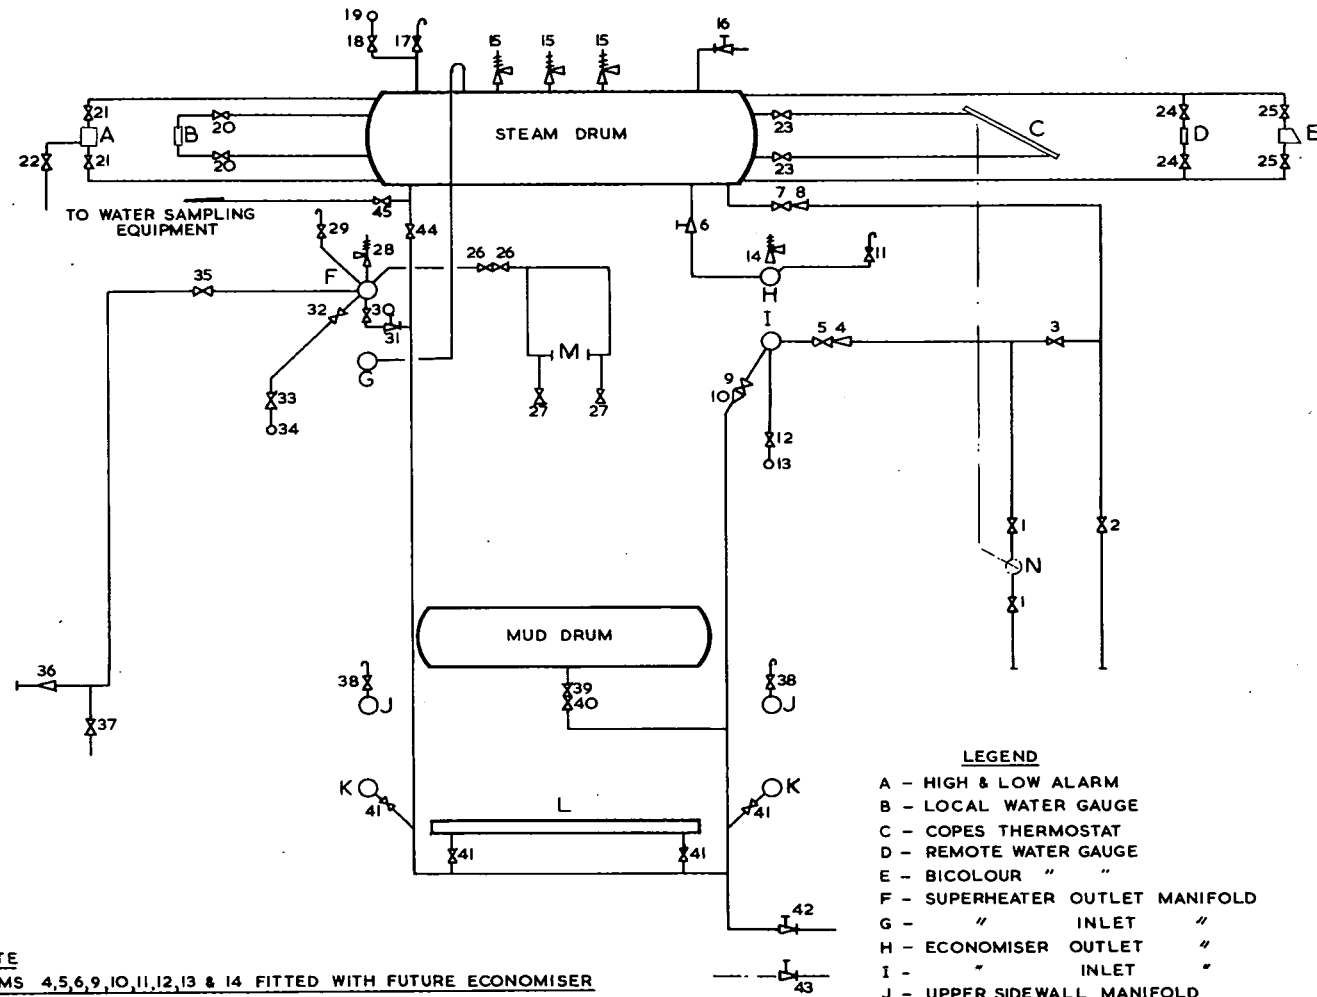 19
18
17
15
15
15
16
21
A
20
B
STEAM DRUM
23
C
24
D
25
E
22
21
20
23
24
25
TO WATER SAMPLING
EQUIPMENT
45
44
7 8
6
29
28
26 26
14
11
F
H
35
32
30
31
I
5 4
3
G
M
9
10
33
34
27
27
12
13
1
2
N
1
MUD DRUM
36
38
J
39
40
38
J
37
K
41
L
K
41
41
41
42
43
LEGEND
A - HIGH & LOW ALARM
B - LOCAL WATER GAUGE
C - COPES THERMOSTAT
D - REMOTE WATER GAUGE
E - BICOLOUR " "
F - SUPERHEATER OUTLET MANIFOLD
G - " INLET "
H - ECONOMISER OUTLET "
I - " INLET "
J - UPPER SIDEWALL MANIFOLD
TE
MS 4,5,6,9,10,11,12,13 & 14 FITTED WITH FUTURE ECONOMISER